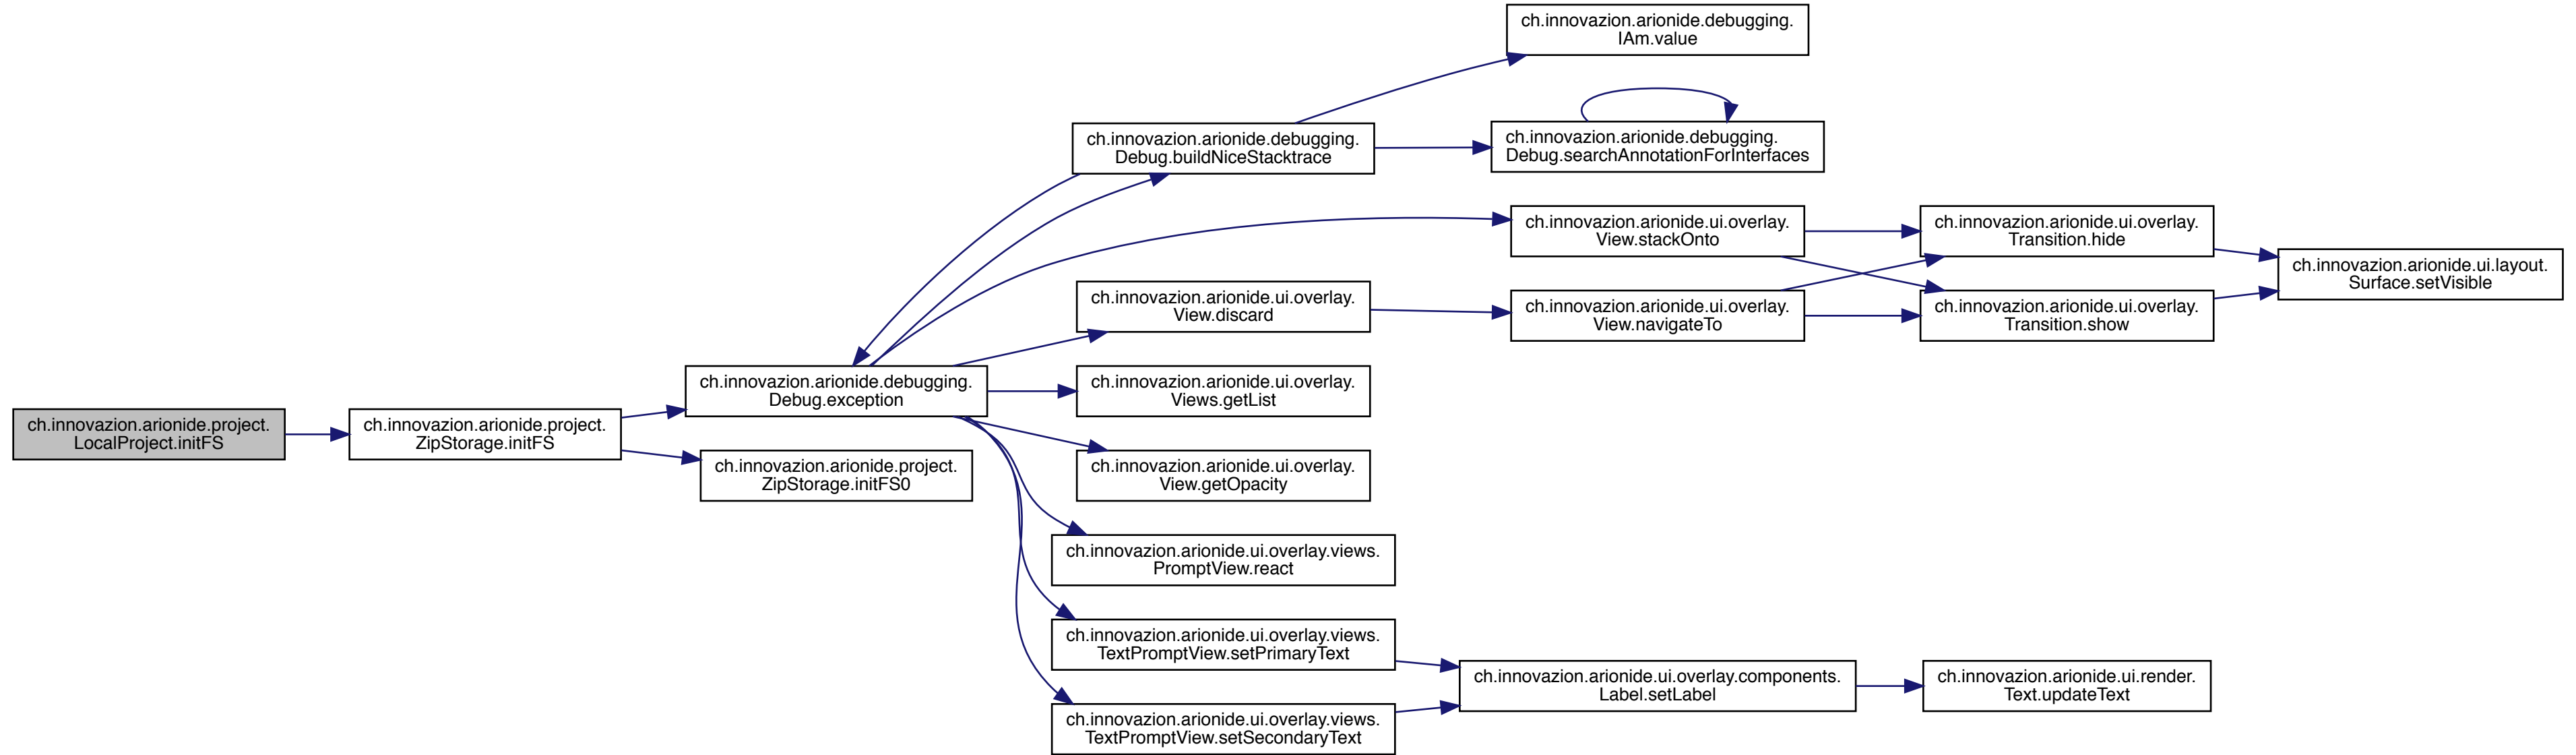 ch.innovazion.arionide.debugging.
IAm.value
ch.innovazion.arionide.debugging.
Debug.buildNiceStacktrace
ch.innovazion.arionide.debugging.
Debug.searchAnnotationForInterfaces
ch.innovazion.arionide.ui.overlay.
View.stackOnto
ch.innovazion.arionide.ui.overlay.
Transition.hide
ch.innovazion.arionide.ui.layout.
Surface.setVisible
ch.innovazion.arionide.ui.overlay.
View.discard
ch.innovazion.arionide.ui.overlay.
View.navigateTo
ch.innovazion.arionide.ui.overlay.
Transition.show
ch.innovazion.arionide.debugging.
Debug.exception
ch.innovazion.arionide.ui.overlay.
Views.getList
ch.innovazion.arionide.project.
LocalProject.initFS
ch.innovazion.arionide.project.
ZipStorage.initFS
ch.innovazion.arionide.project.
ZipStorage.initFS0
ch.innovazion.arionide.ui.overlay.
View.getOpacity
ch.innovazion.arionide.ui.overlay.views.
PromptView.react
ch.innovazion.arionide.ui.overlay.views.
TextPromptView.setPrimaryText
ch.innovazion.arionide.ui.overlay.components.
Label.setLabel
ch.innovazion.arionide.ui.render.
Text.updateText
ch.innovazion.arionide.ui.overlay.views.
TextPromptView.setSecondaryText